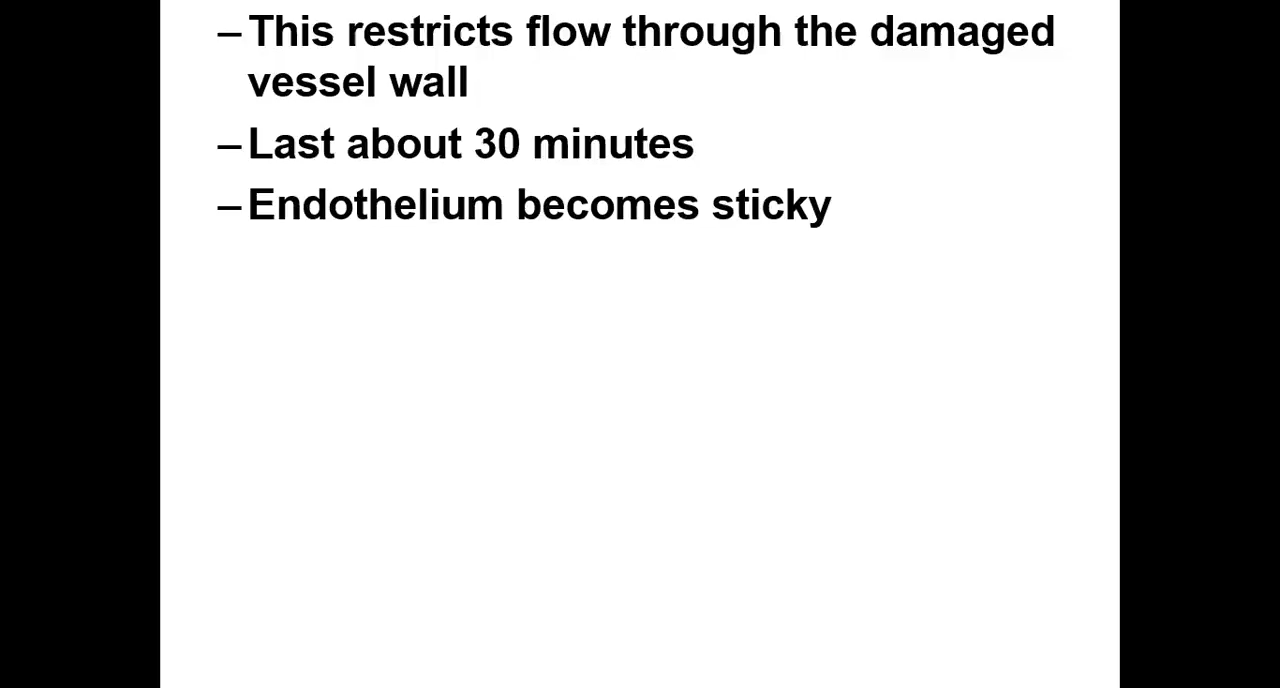 – This restricts flow through the damaged
vessel wall
– Last about 30 minutes
– Endothelium becomes sticky